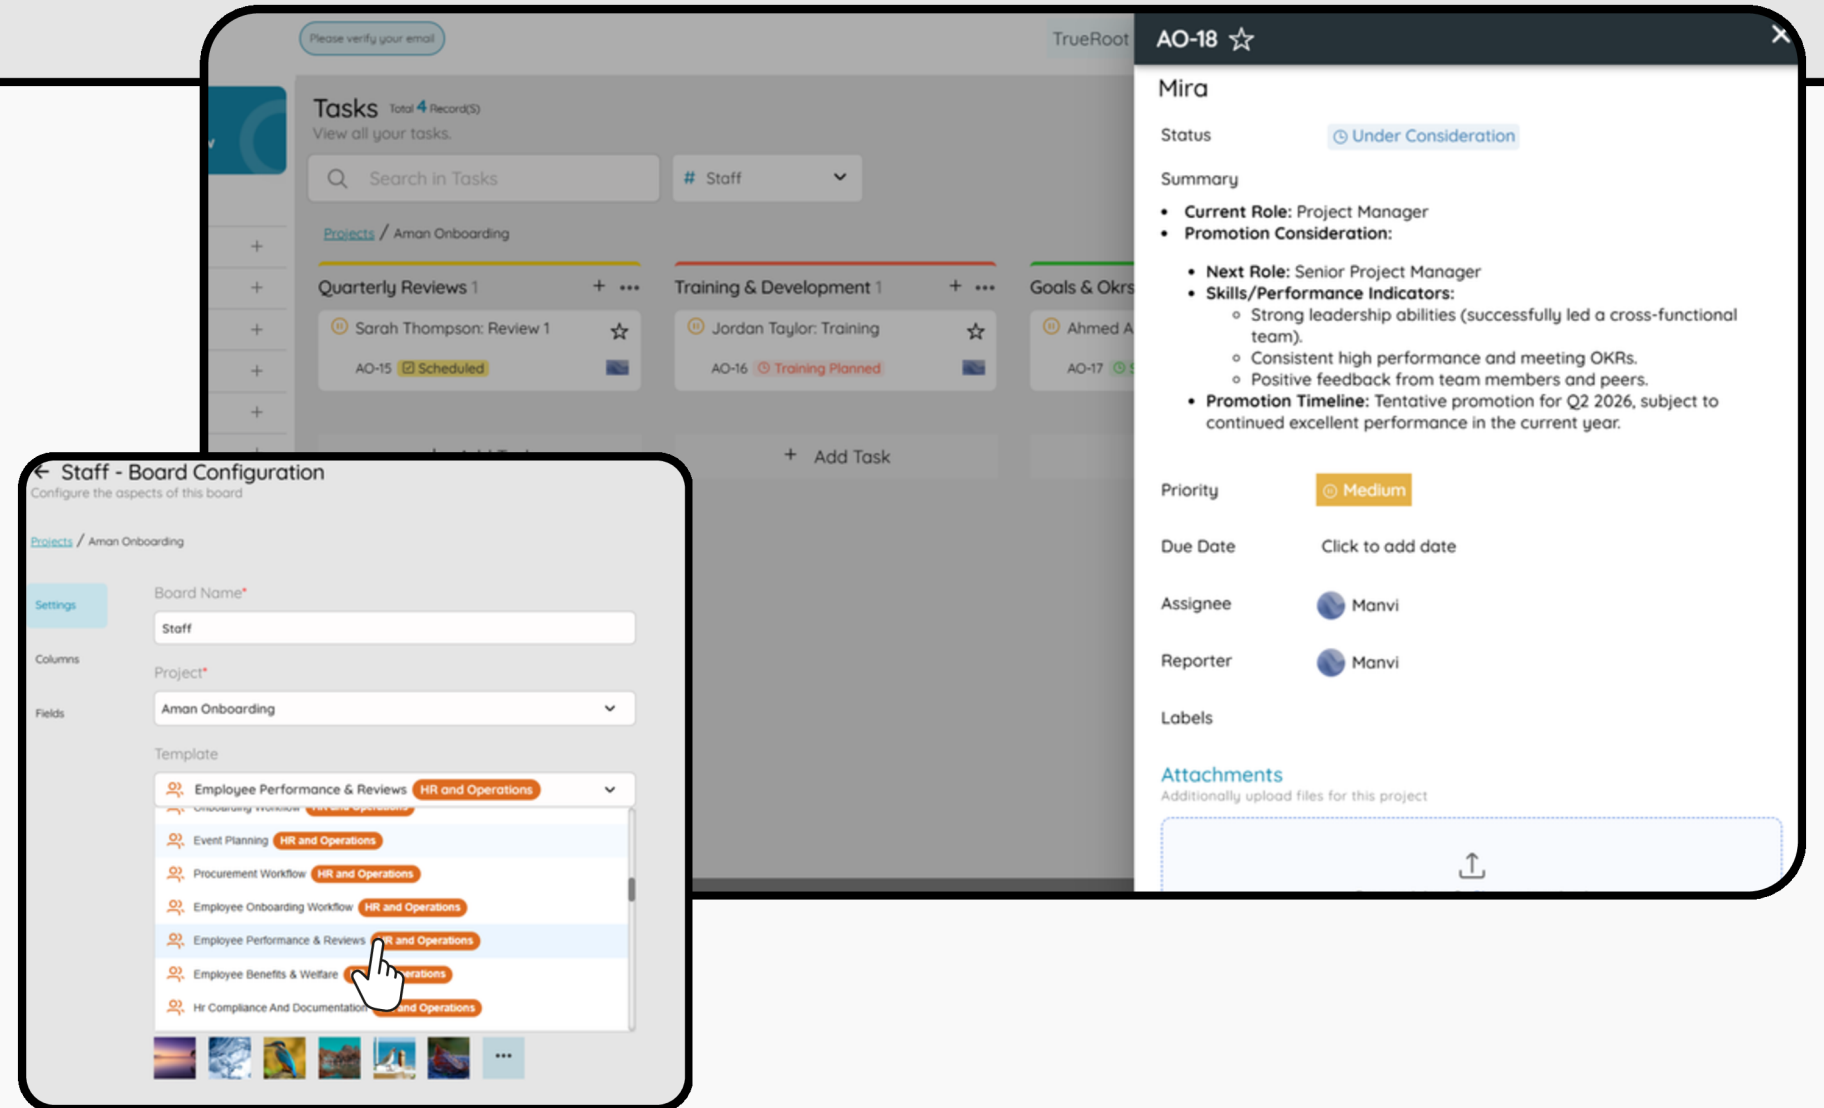 Please verify your email
TrueRoot
Tasks Total 4 Record(S)
View all your tasks.
Search in Tasks
# Staff
Projects / Aman Onboarding
Quarterly Reviews 1
+ •••
Sarah Thompson: Review 1
AO-15 Scheduled
Training & Development 1
+ •••
Jordan Taylor: Training
AO-16 Training Planned
+ Add Task
Goals & Okrs
Ahmed A
AO-17
AO-18
Mira
Status Under Consideration
Summary
• Current Role: Project Manager
• Promotion Consideration:
• Next Role: Senior Project Manager
• Skills/Performance Indicators:
Strong leadership abilities (successfully led a cross-functional
team).
Consistent high performance and meeting OKRs.
Positive feedback from team members and peers.
• Promotion Timeline: Tentative promotion for Q2 2026, subject to
continued excellent performance in the current year.
Priority Medium
Due Date Click to add date
Assignee Manvi
Reporter Manvi
Labels
Attachments
Additionally upload files for this project
← Staff - Board Configuration
Configure the aspects of this board
Projects / Aman Onboarding
Settings
Columns
Fields
Board Name*
Staff
Project*
Aman Onboarding
Template
Employee Performance & Reviews HR and Operations
Onboarding Workflow
Event Planning HR and Operations
Procurement Workflow HR and Operations
Employee Onboarding Workflow HR and Operations
Employee Performance & Reviews HR and Operations
Employee Benefits & Welfare
Hr Compliance And Documentation and Operations
•••